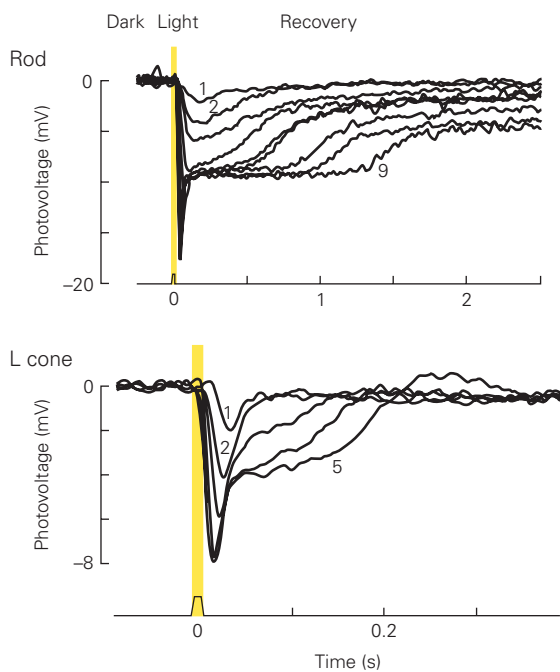 Dark Light Recovery
Rod
0
1
2
Photovoltage (mV)
9
–20
0 1 2
L cone
0
1
2
Photovoltage (mV)
5
–8
0 0.2
Time (s)